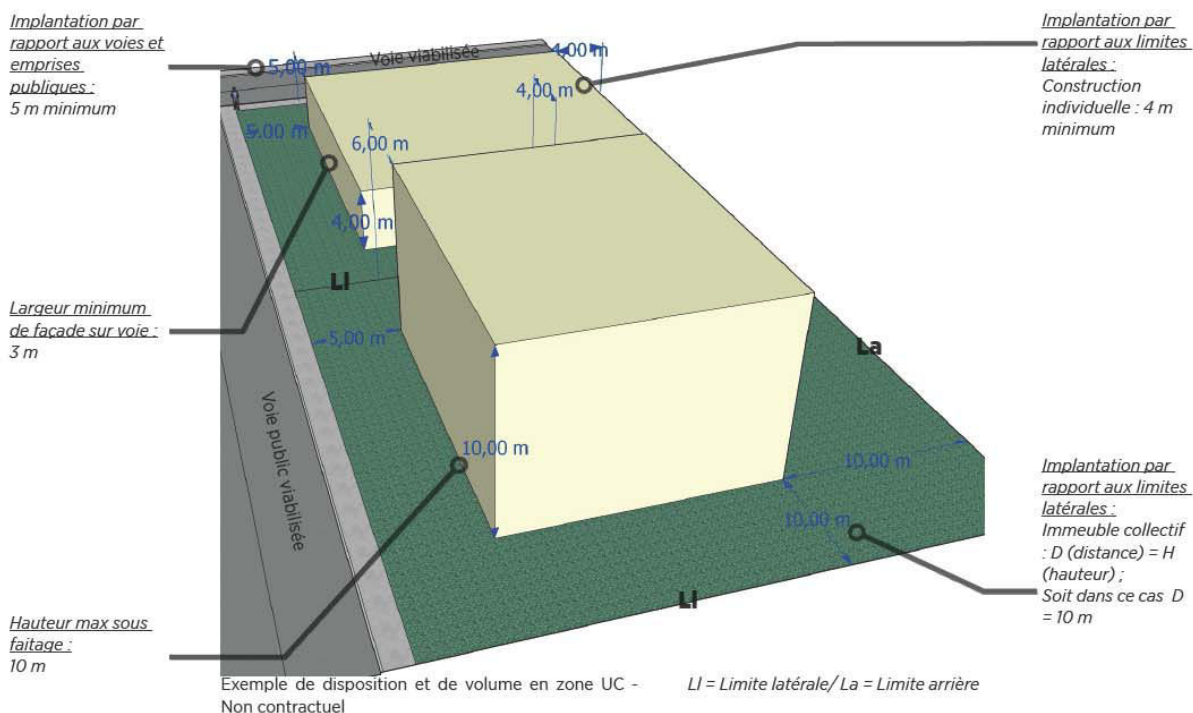 Implantation par
rapport aux voies et
emprises
publiques :
5 m minimum
Largeur minimum
de façade sur voie :
3 m
Hauteur max sous
faitage :
10 m
Voie viabilisée
5,00 m
4,00 m
4,00 m
5,00 m
6,00 m
4,00 m
Ll
5,00 m
La
Voie public viabilisée
10,00 m
10,00 m
10,00 m
Ll
Implantation par
rapport aux limites
latérales :
Construction
individuelle : 4 m
minimum
Implantation par
rapport aux limites
latérales :
Immeuble collectif
: D (distance) = H
(hauteur) ;
Soit dans ce cas D
= 10 m
Exemple de disposition et de volume en zone UC -
Non contractuel
Ll = Limite latérale/ La = Limite arrière